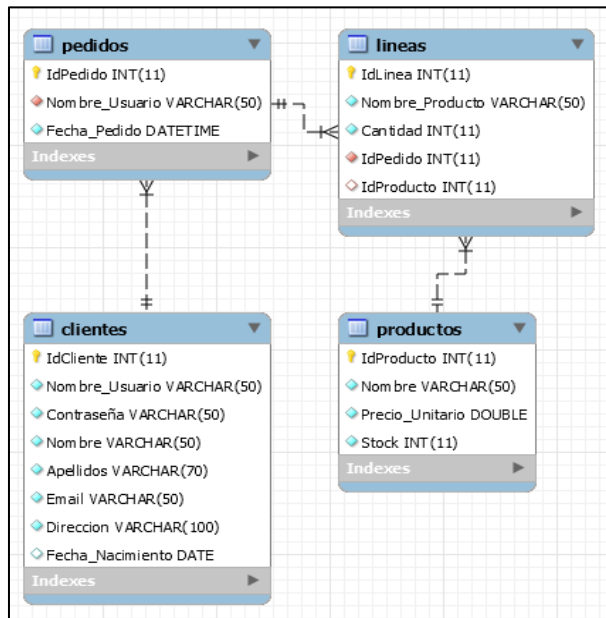 pedidos
IdPedido INT(11)
Nombre_Usuario VARCHAR(50)
Fecha_Pedido DATETIME
Indexes
lineas
IdLinea INT(11)
Nombre_Producto VARCHAR(50)
Cantidad INT(11)
IdPedido INT(11)
IdProducto INT(11)
Indexes
clientes
IdCliente INT(11)
Nombre_Usuario VARCHAR(50)
Contraseña VARCHAR(50)
Nombre VARCHAR(50)
Apellidos VARCHAR(70)
Email VARCHAR(50)
Direccion VARCHAR(100)
Fecha_Nacimiento DATE
Indexes
productos
IdProducto INT(11)
Nombre VARCHAR(50)
Precio_Unitario DOUBLE
Stock INT(11)
Indexes